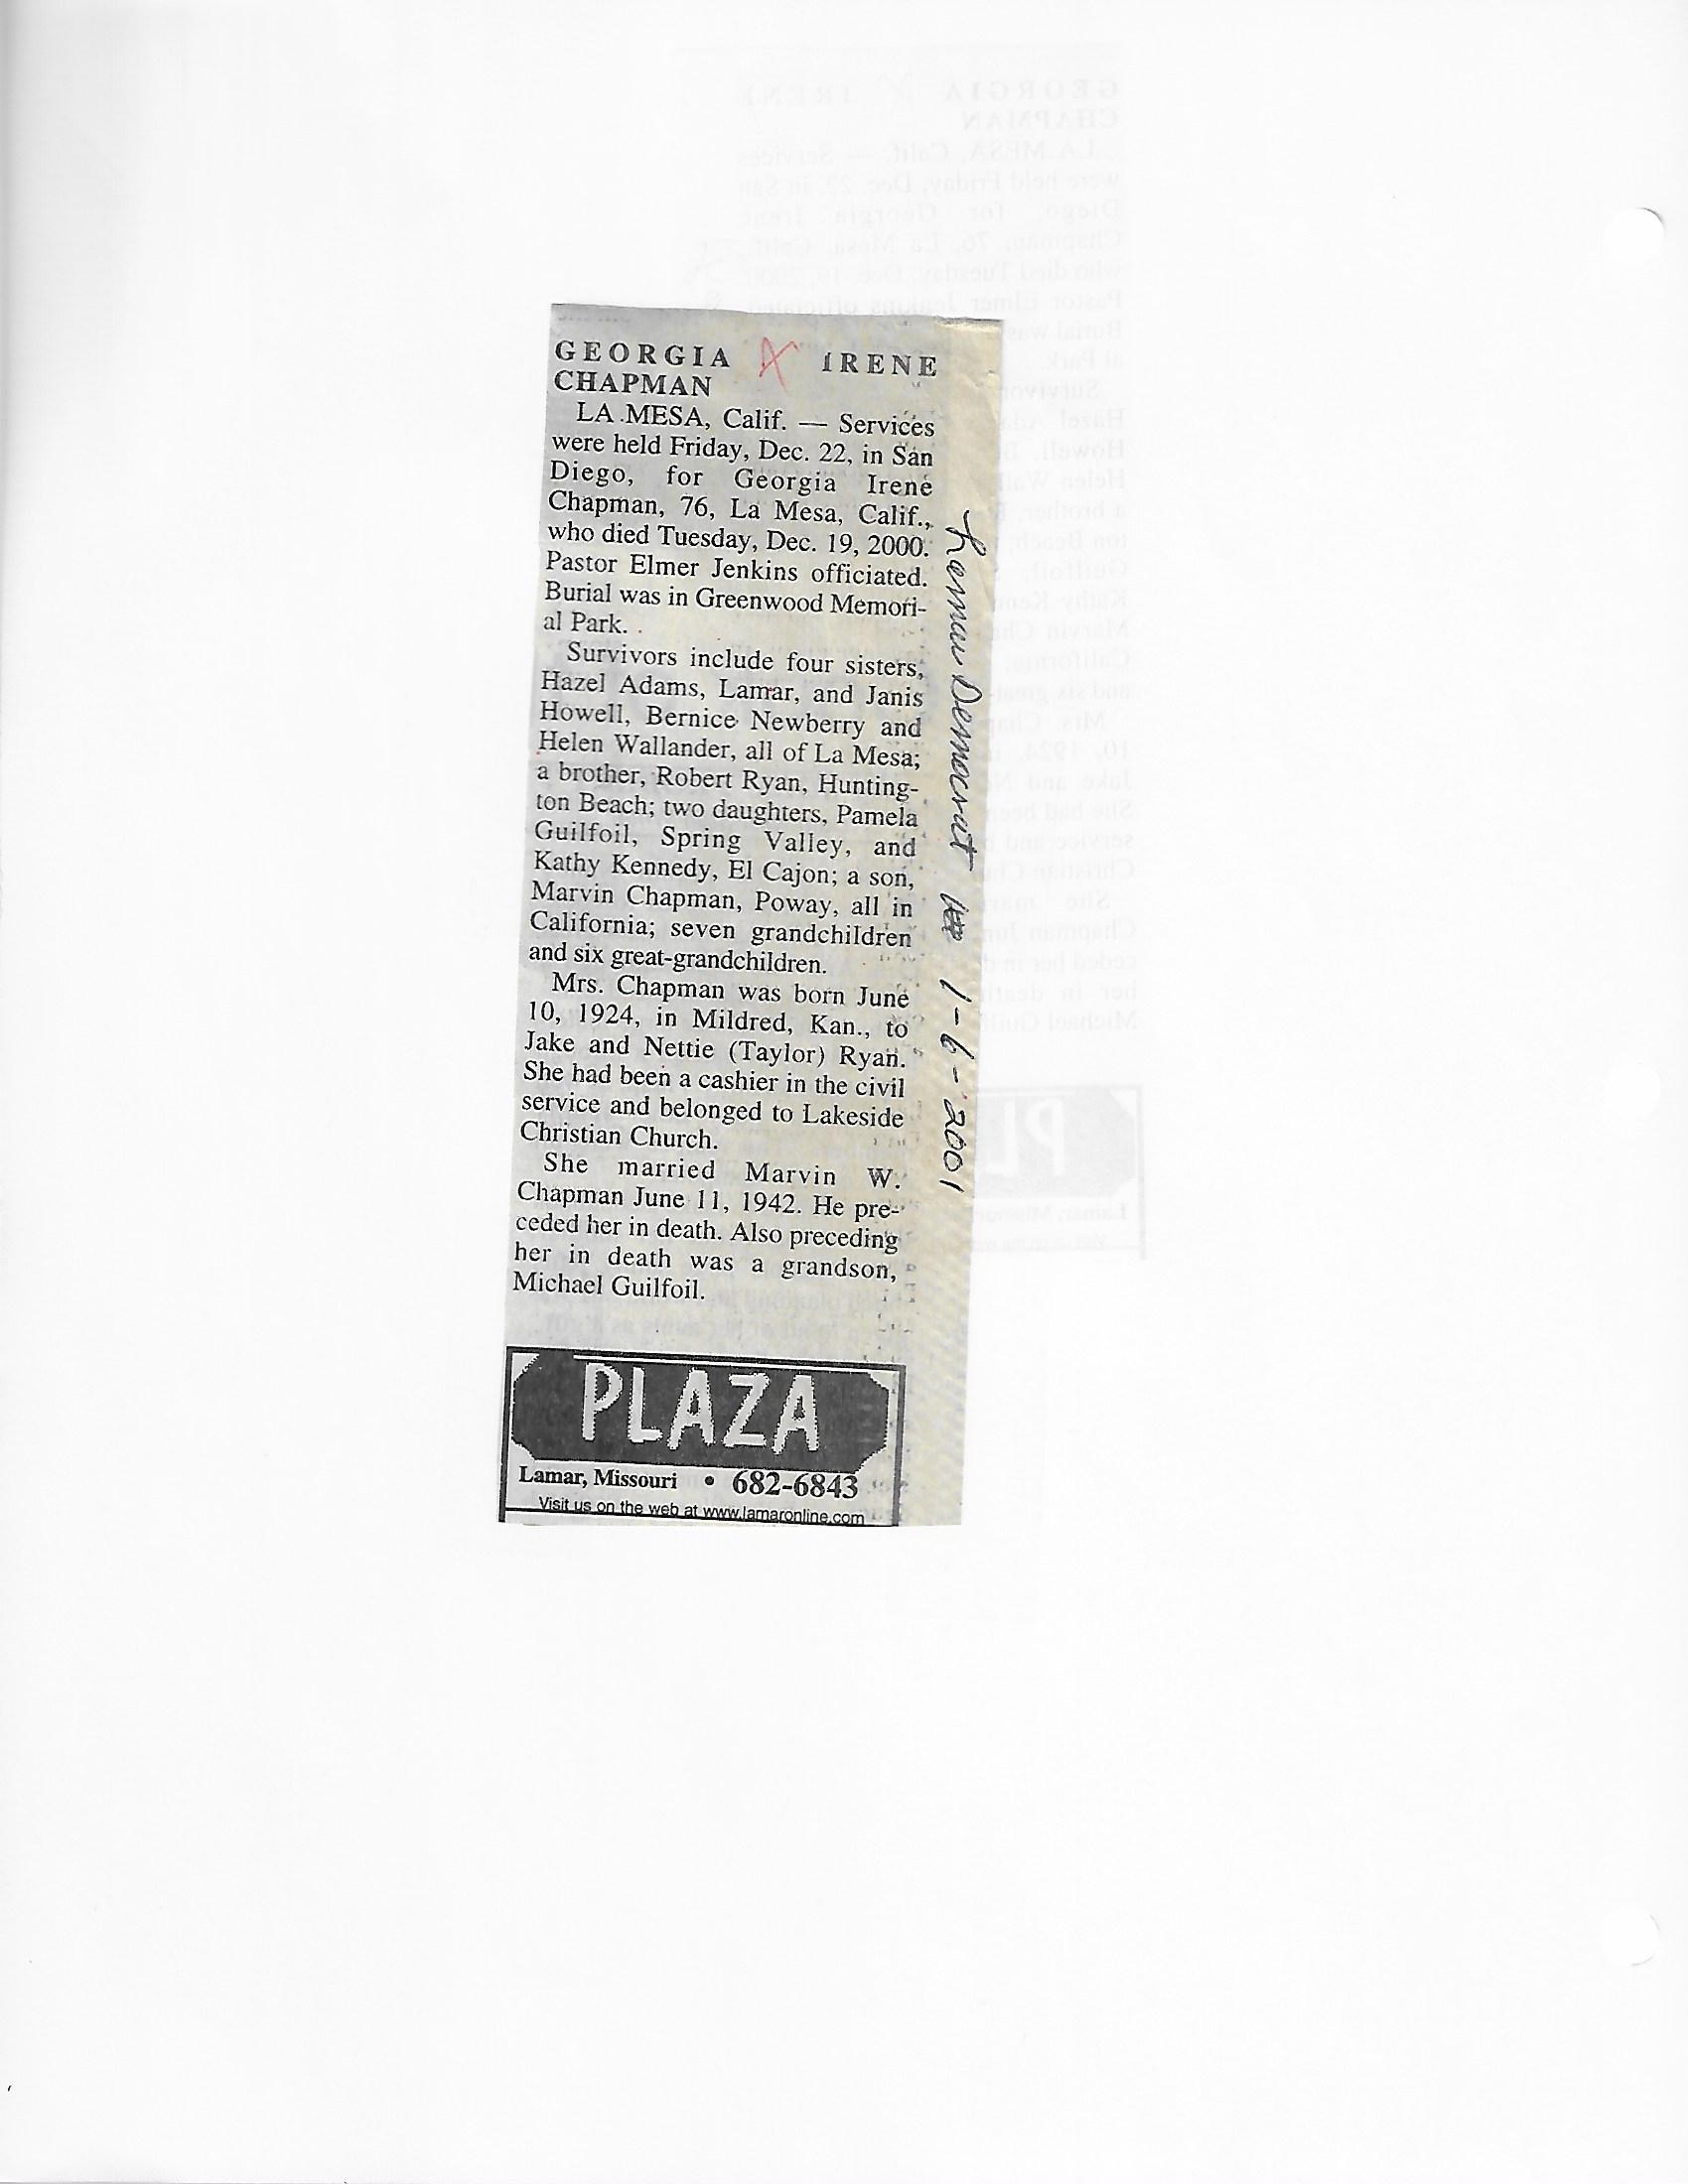 GEORGIA X IRENE
CHAPMAN
LA MESA, Calif. — Services
were held Friday, Dec. 22, in San
Diego, for Georgia Irene
Chapman, 76, La Mesa, Calif.,
who died Tuesday, Dec. 19, 2000.
Pastor Elmer Jenkins officiated.
Burial was in Greenwood Memori-
al Park.
Survivors include four sisters,
Hazel Adams, Lamar, and Janis
Howell, Bernice Newberry and
Helen Wallander, all of La Mesa;
a brother, Robert Ryan, Hunting-
ton Beach; two daughters, Pamela
Guilfoil, Spring Valley, and
Kathy Kennedy, El Cajon; a son,
Marvin Chapman, Poway, all in
California; seven grandchildren
and six great-grandchildren.
Mrs. Chapman was born June
10, 1924, in Mildred, Kan., to
Jake and Nettie (Taylor) Ryan.
She had been a cashier in the civil
service and belonged to Lakeside
Christian Church.
She married Marvin W.
Chapman June 11, 1942. He pre-
ceded her in death. Also preceding
her in death was a grandson,
Michael Guilfoil.
PLAZA
Lamar, Missouri • 682-6843
Visit us on the web at www.lamaronline.com
Lamar Democrat 1-6-2001